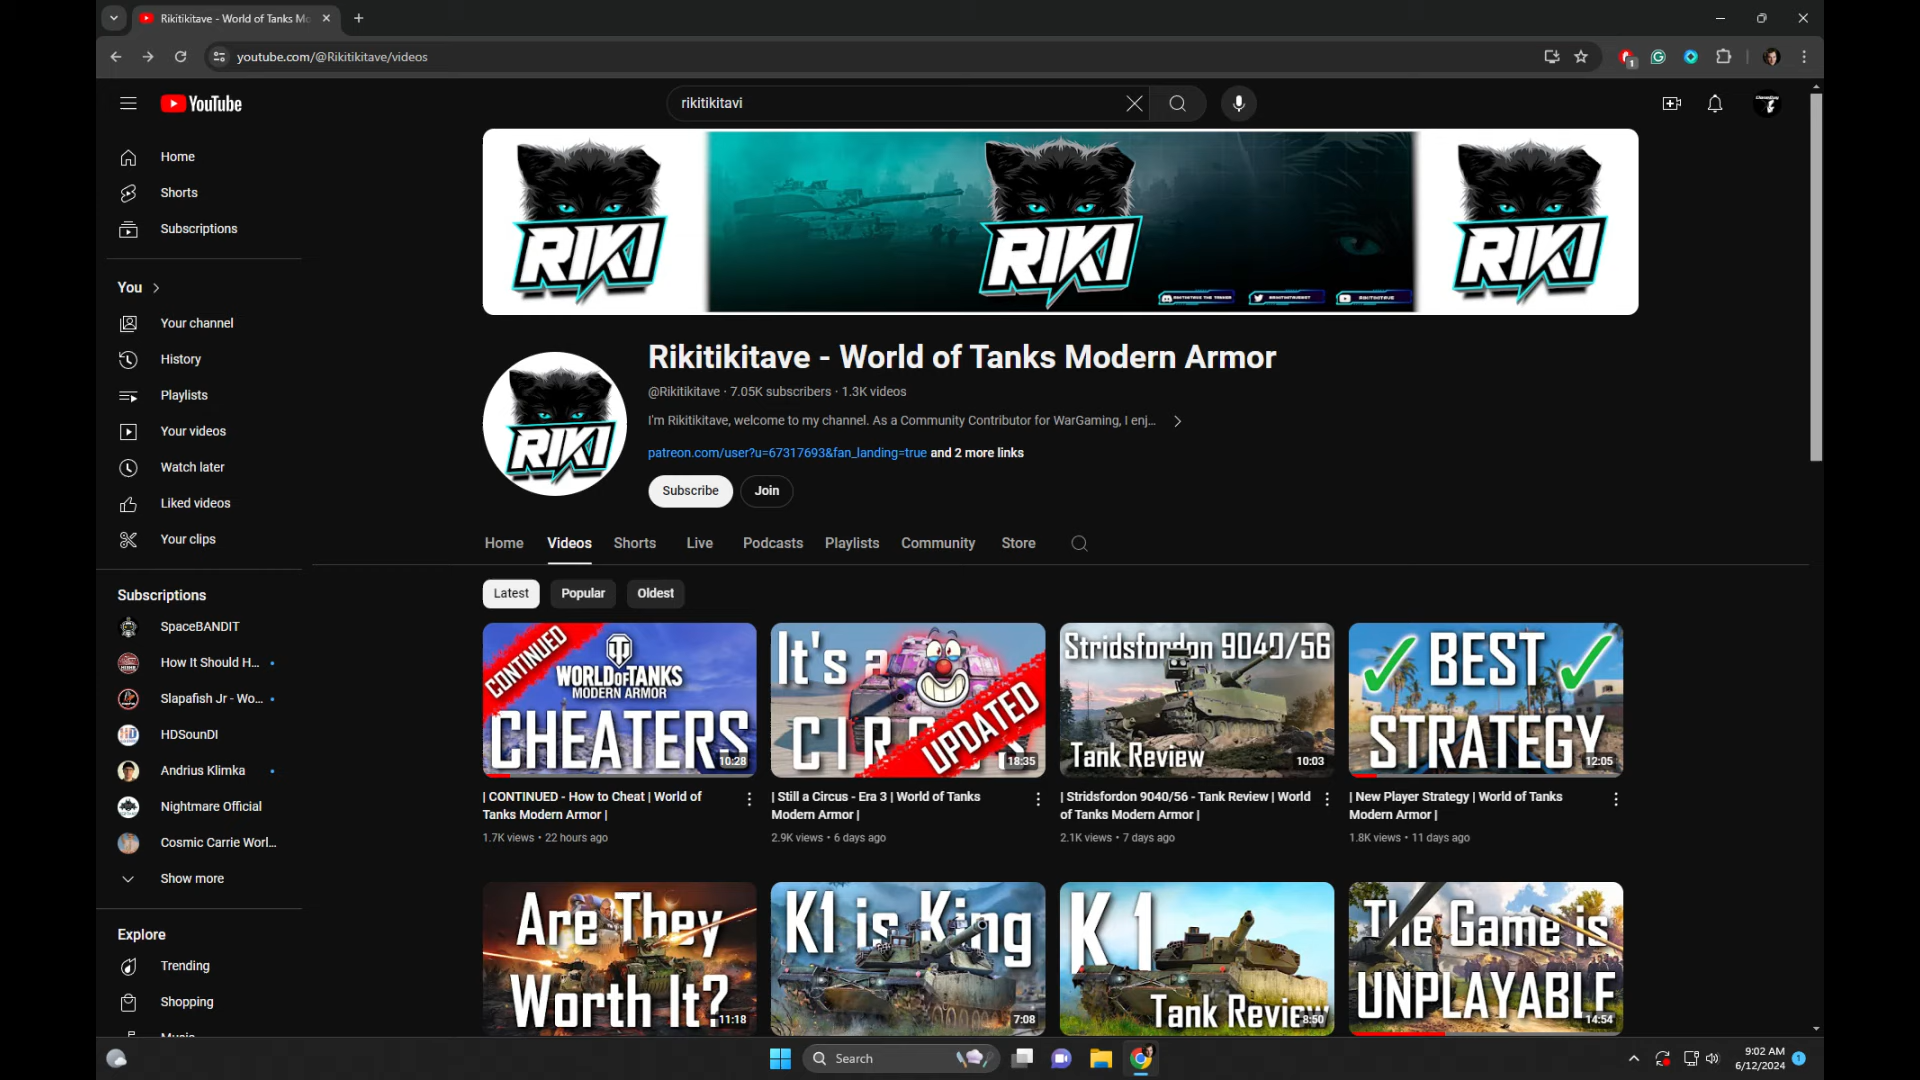 Rikitikitave - World of Tanks Mo
youtube.com/@Rikitikitave/videos
1
YouTube
rikitikitavi
Home
Shorts
Subscriptions
You
Your channel
History
Playlists
Your videos
Watch later
Liked videos
Your clips
Subscriptions
SpaceBANDIT
How It Should H...
Slapafish Jr - Wo...
HDSounDI
Andrius Klimka
Nightmare Official
Cosmic Carrie Worl...
Show more
Explore
Trending
Shopping
RIKI
RIKI
RIKI
RIKI
Rikitikitave - World of Tanks Modern Armor
@Rikitikitave · 7.05K subscribers · 1.3K videos
I'm Rikitikitave, welcome to my channel. As a Community Contributor for WarGaming, I enj...
patreon.com/user?u=67317693&fan_landing=true and 2 more links
Subscribe
Join
Home
Videos
Shorts
Live
Podcasts
Playlists
Community
Store
Latest
Popular
Oldest
CONTINUED
WORLD OF TANKS
MODERN ARMOR
CHEATERS
10:28
| CONTINUED - How to Cheat | World of
Tanks Modern Armor |
1.7K views • 22 hours ago
It's a
UPDATED
18:35
| Still a Circus - Era 3 | World of Tanks
Modern Armor |
2.9K views • 6 days ago
Stridsfordon 9040/56
Tank Review
10:03
| Stridsfordon 9040/56 - Tank Review | World
of Tanks Modern Armor |
2.1K views • 7 days ago
BEST
STRATEGY
12:05
| New Player Strategy | World of Tanks
Modern Armor |
1.8K views • 11 days ago
Are They
Worth It?
11:18
K1 is King
7:08
K1
Tank Review
8:50
The Game is
UNPLAYABLE
14:54
Search
9:02 AM
6/12/2024
1